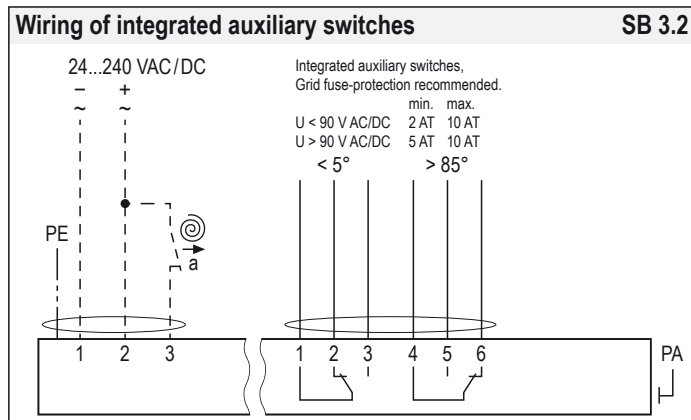 Wiring of integrated auxiliary switches SB 3.2
24...240 VAC/DC
– +
~ ~
Integrated auxiliary switches,
Grid fuse-protection recommended.
min. max.
U < 90 V AC/DC 2 AT 10 AT
U > 90 V AC/DC 5 AT 10 AT
< 5° > 85°
PE
a
1 2 3 1 2 3 4 5 6 PA